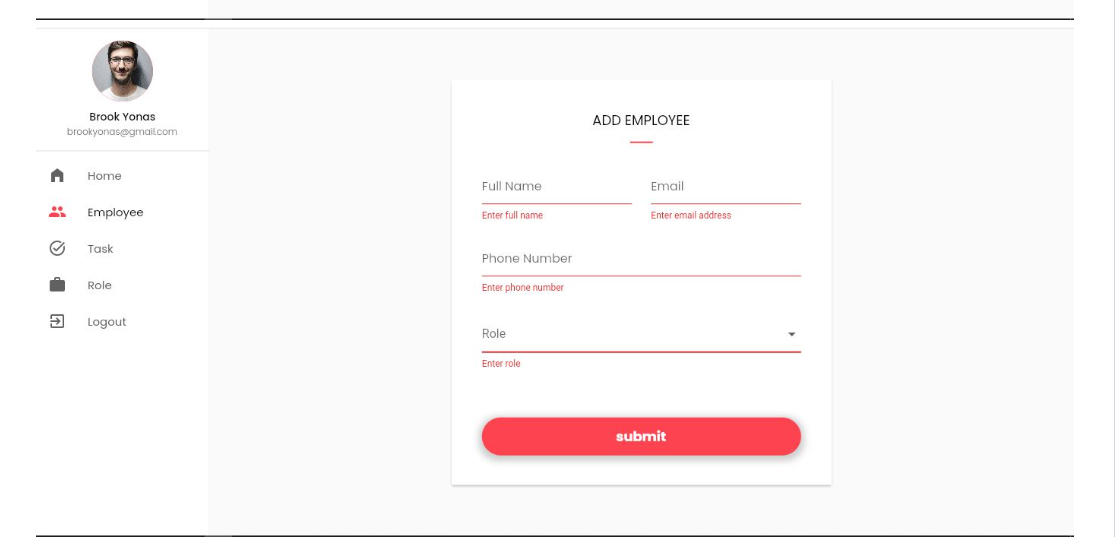 Brook Yonas
brookyonas@gmail.com
Home
Employee
Task
Role
Logout
ADD EMPLOYEE
Full Name
Email
Enter full name
Enter email address
Phone Number
Enter phone number
Role
Enter role
submit